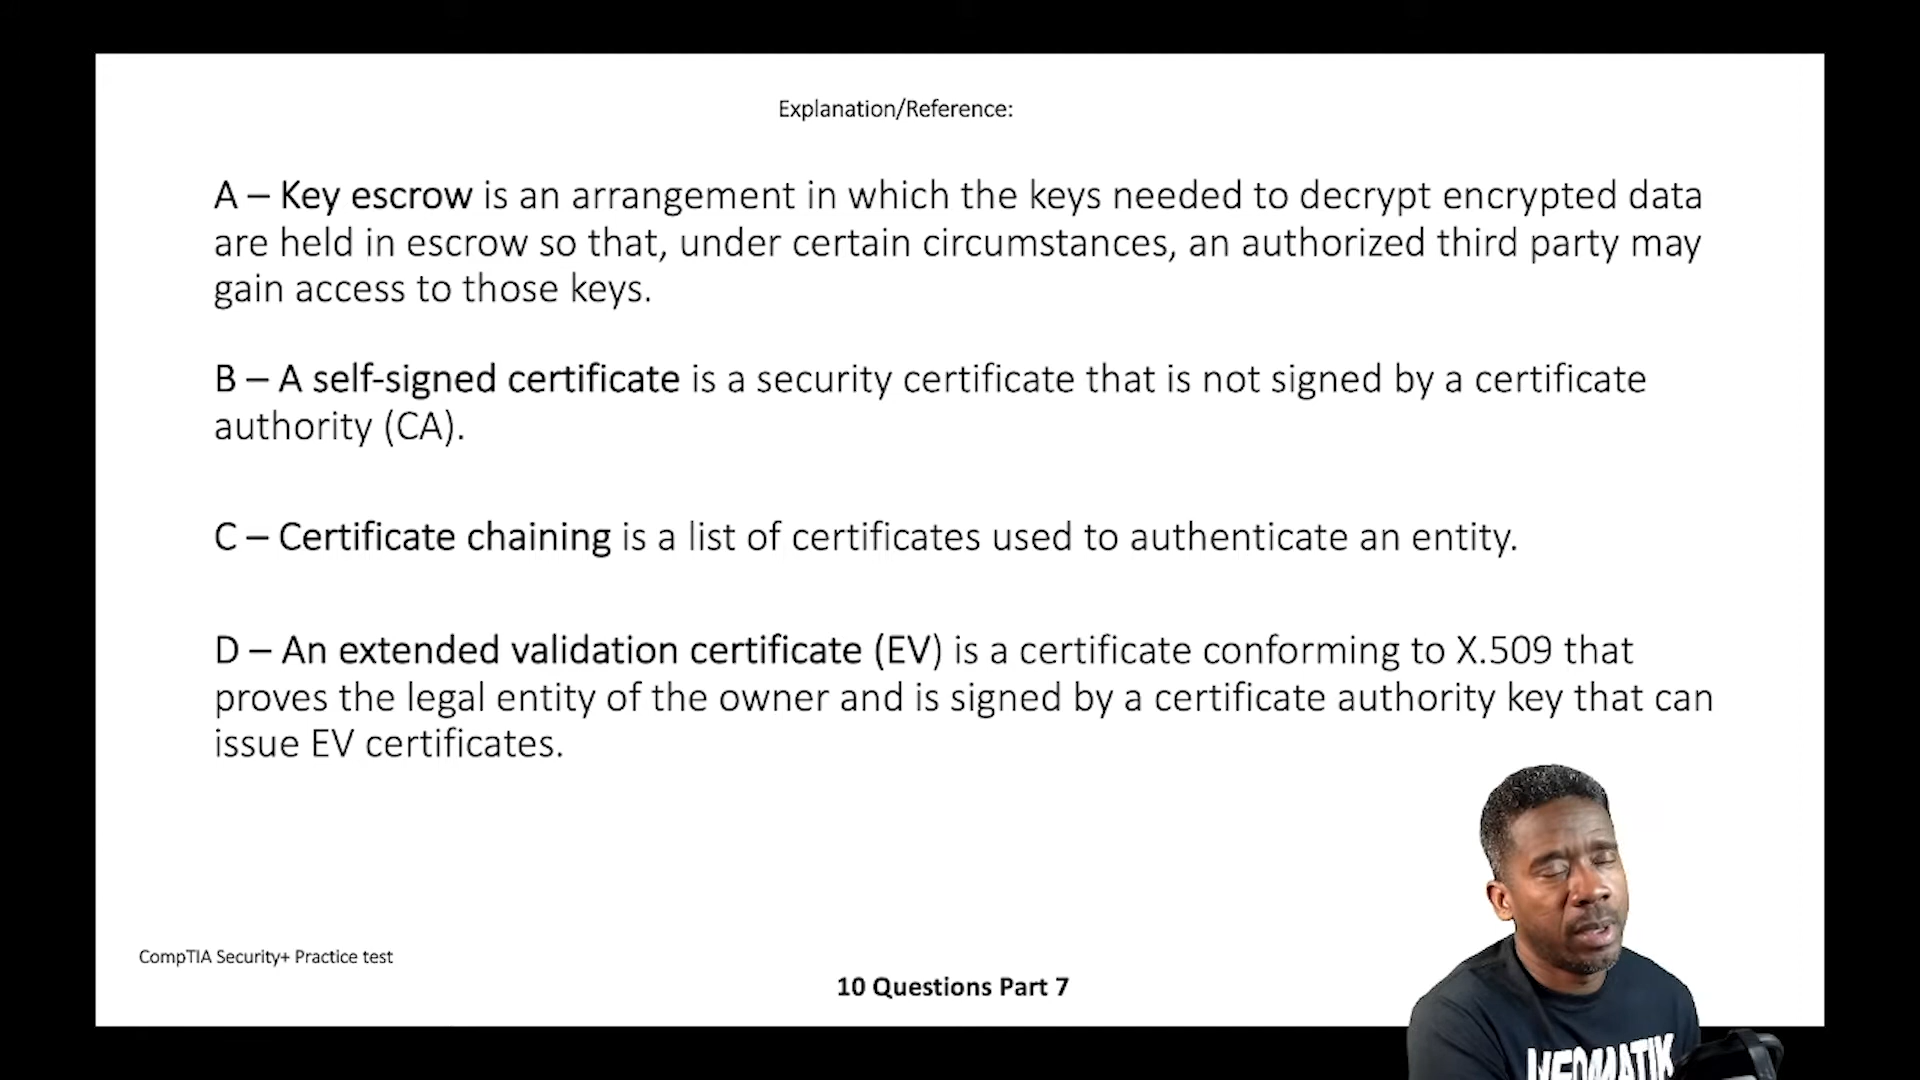 Explanation/Reference:
A – Key escrow is an arrangement in which the keys needed to decrypt encrypted data
are held in escrow so that, under certain circumstances, an authorized third party may
gain access to those keys.
B – A self-signed certificate is a security certificate that is not signed by a certificate
authority (CA).
C – Certificate chaining is a list of certificates used to authenticate an entity.
D – An extended validation certificate (EV) is a certificate conforming to X.509 that
proves the legal entity of the owner and is signed by a certificate authority key that can
issue EV certificates.
CompTIA Security+ Practice test
10 Questions Part 7